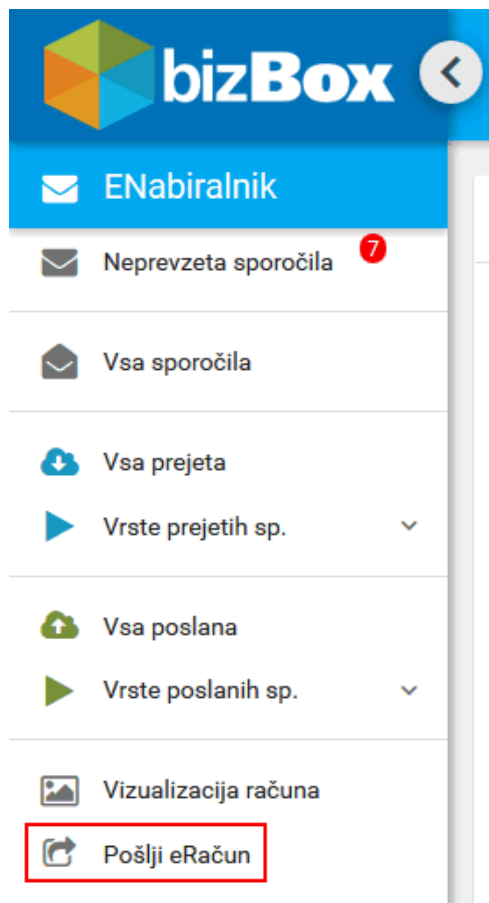 bizBox
ENabiralnik
Neprevzeta sporočila 7
Vsa sporočila
Vsa prejeta
Vrste prejetih sp.
Vsa poslana
Vrste poslanih sp.
Vizualizacija računa
Pošlji eRačun